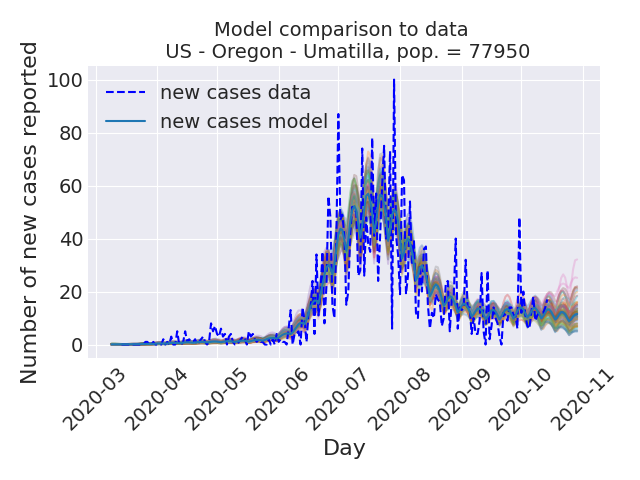 Model comparison to data
US - Oregon - Umatilla, pop. = 77950
Number of new cases reported
100
80
60
40
20
0
new cases data
new cases model
2020-03
2020-04
2020-05
2020-06
2020-07
2020-08
2020-09
2020-10
2020-11
Day